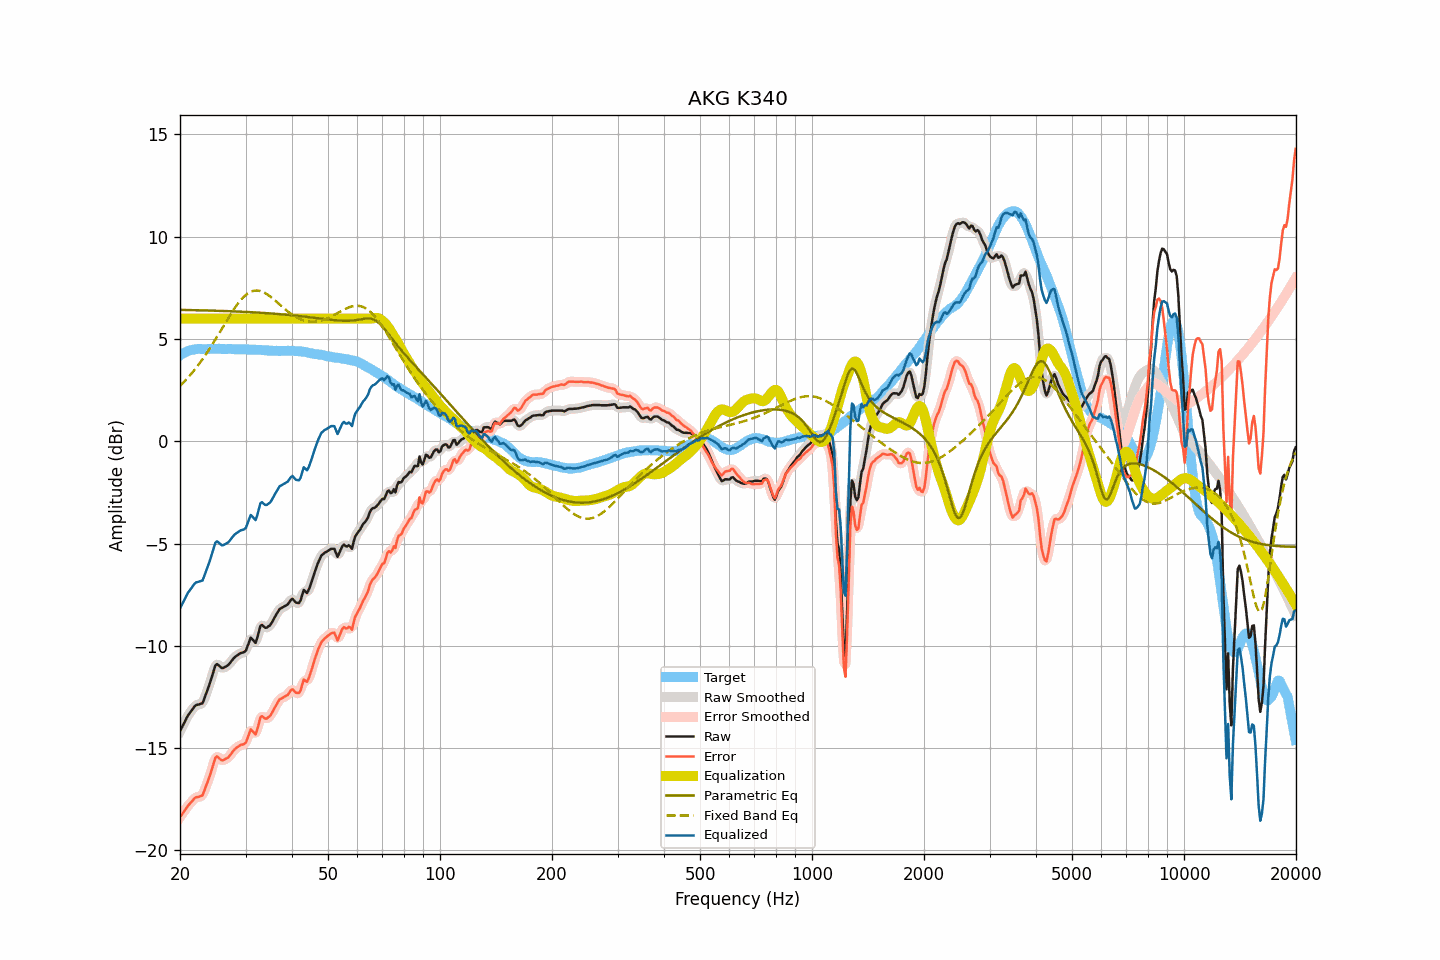 AKG K340
15
10
5
0
−5
−10
−15
−20
Amplitude (dBr)
Target
Raw Smoothed
Error Smoothed
Raw
Error
Equalization
Parametric Eq
Fixed Band Eq
Equalized
20 50 100 200 500 1000 2000 5000 10000 20000
Frequency (Hz)